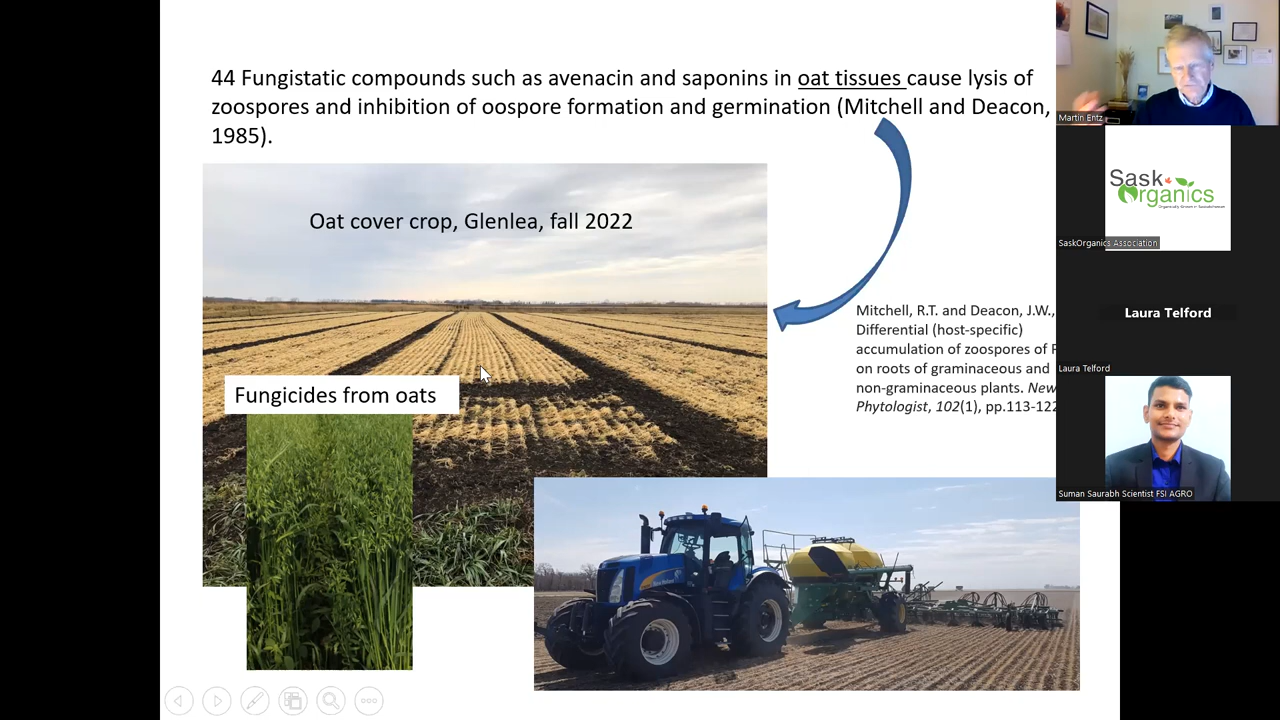 44 Fungistatic compounds such as avenacin and saponins in oat tissues cause lysis of
zoospores and inhibition of oospore formation and germination (Mitchell and Deacon,
1985).
Oat cover crop, Glenlea, fall 2022
Fungicides from oats
Mitchell, R.T. and Deacon, J.W.,
Differential (host-specific)
accumulation of zoospores of
on roots of graminaceous and
non-graminaceous plants. New
Phytologist, 102(1), pp.113-122
Martin Entz
Sask
Organics
SaskOrganics Association
Laura Telford
Laura Telford
Suman Saurabh Scientist FSI AGRO